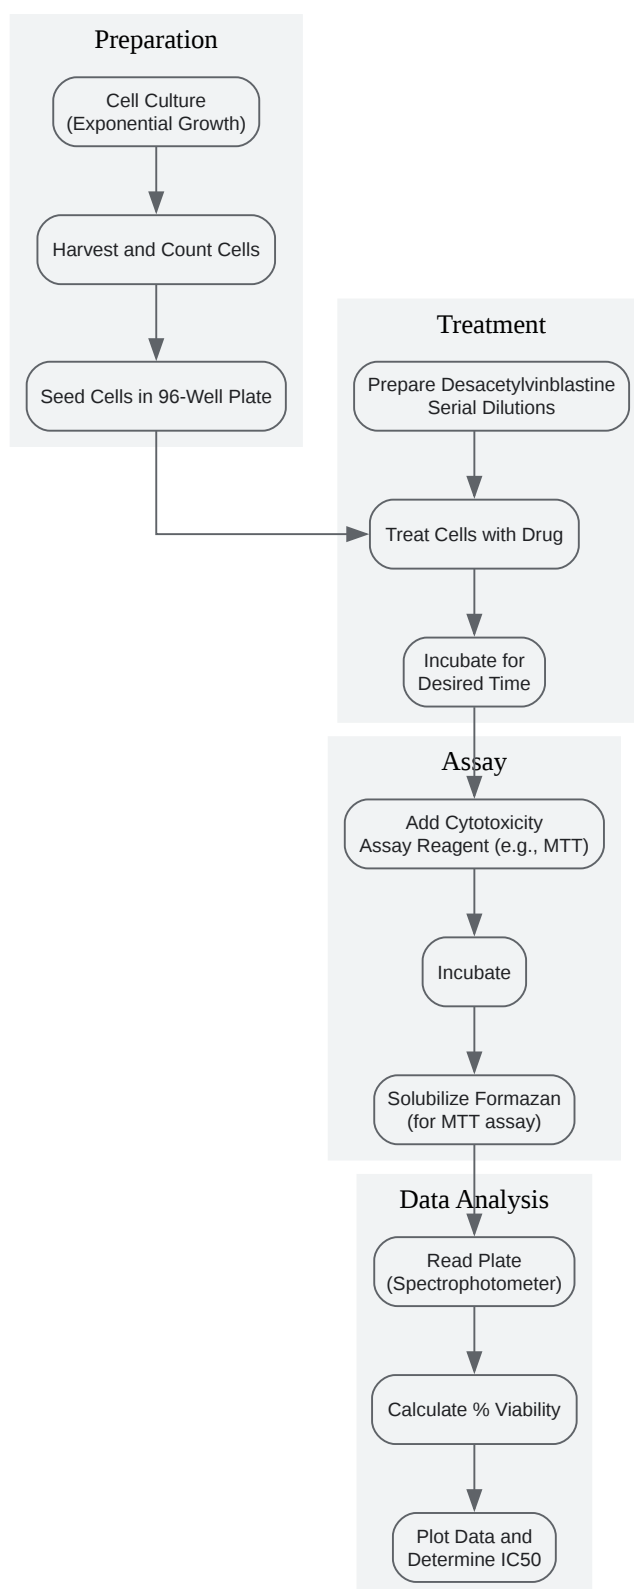 Preparation
Cell Culture
(Exponential Growth)
Harvest and Count Cells
Seed Cells in 96-Well Plate
Treatment
Prepare Desacetylvinblastine
Serial Dilutions
Treat Cells with Drug
Incubate for
Desired Time
Assay
Add Cytotoxicity
Assay Reagent (e.g., MTT)
Incubate
Solubilize Formazan
(for MTT assay)
Data Analysis
Read Plate
(Spectrophotometer)
Calculate % Viability
Plot Data and
Determine IC50